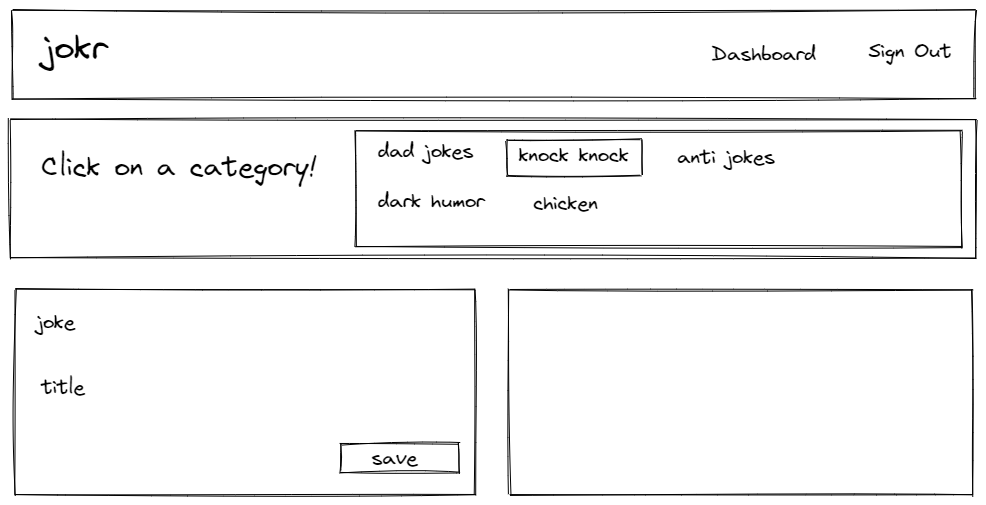 jokr
Dashboard
Sign Out
Click on a category!
dad jokes
knock knock
anti jokes
dark humor
chicken
joke
title
save